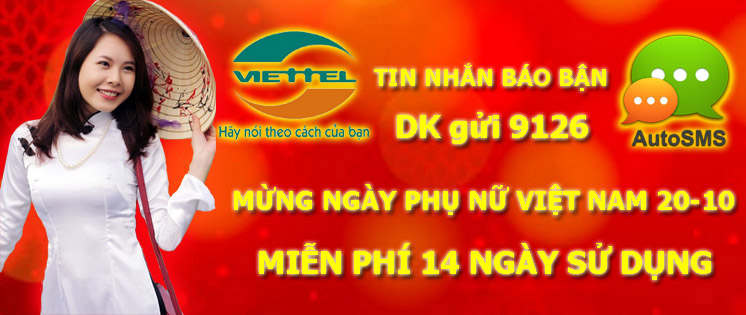 VIETTEL
Hãy nói theo cách của bạn
TIN NHẮN BÁO BẬN
DK gửi 9126
AutoSMS
MỪNG NGÀY PHỤ NỮ VIỆT NAM 20-10
MIỄN PHÍ 14 NGÀY SỬ DỤNG